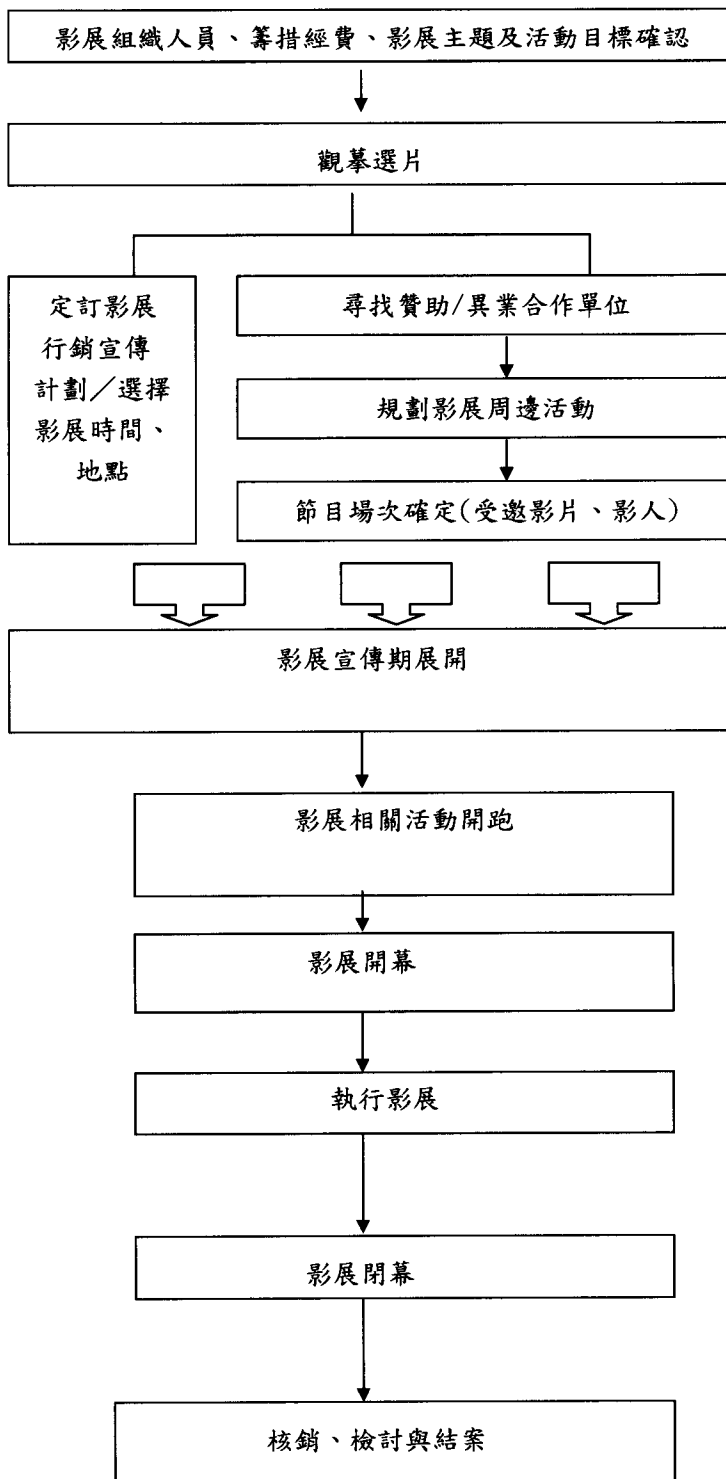 影展組織人員、籌措經費、影展主題及活動目標確認
觀摹選片
定訂影展
行銷宣傳
計劃／選擇
影展時間、
地點
尋找贊助/異業合作單位
規劃影展周邊活動
節目場次確定(受邀影片、影人)
影展宣傳期展開
影展相關活動開跑
影展開幕
執行影展
影展閉幕
核銷、檢討與結案